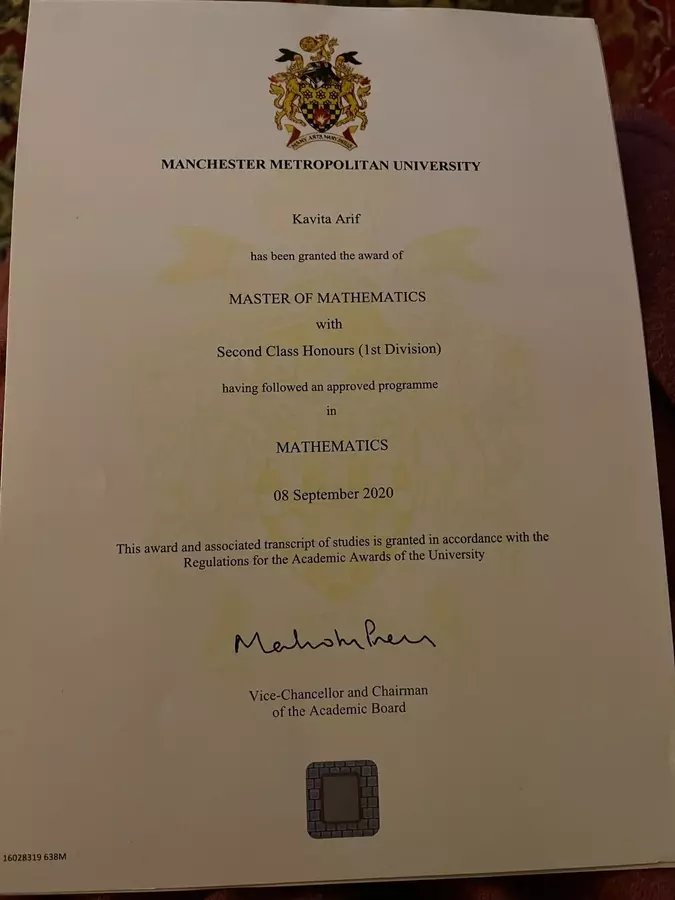 MANCHESTER METROPOLITAN UNIVERSITY
Kavita Arif
has been granted the award of
MASTER OF MATHEMATICS
with
Second Class Honours (1st Division)
having followed an approved programme
in
MATHEMATICS
08 September 2020
This award and associated transcript of studies is granted in accordance with the
Regulations for the Academic Awards of the University
Vice-Chancellor and Chairman
of the Academic Board
16028319 638M